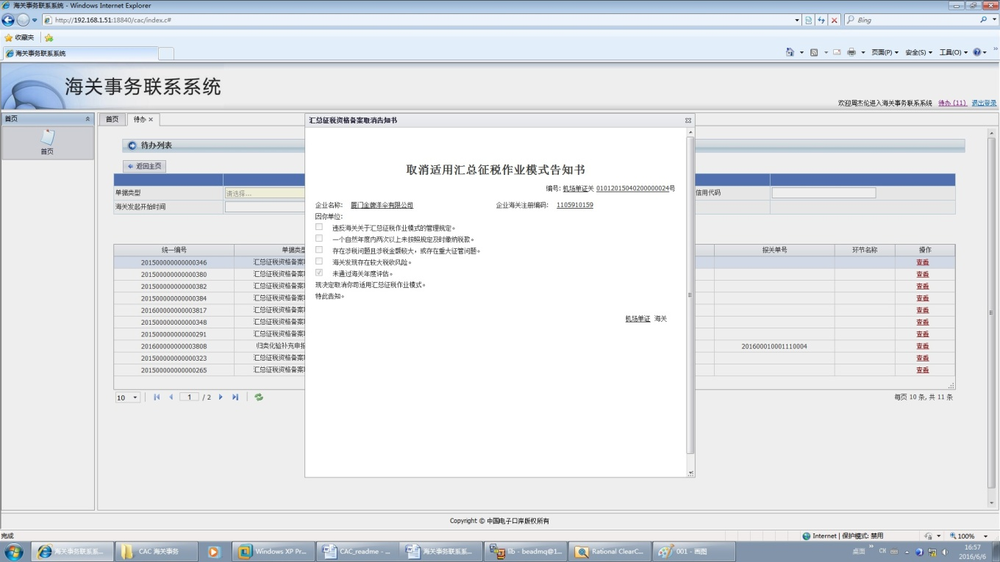 海关事务联系系统 - Windows Internet Explorer
http://192.168.1.51:18840/cac/index.c#
Bing
收藏夹
海关事务联系系统
页面(P) 安全(S) 工具(O)
海关事务联系系统
欢迎周杰伦进入海关事务联系系统 待办 (11) 退出登录
首页
首页
首页 待办
待办列表
返回主页
单据类型 请选择... 信用代码
海关发起开始时间
统一编号 单据类型 报关单号 环节名称 操作
201500000000000346 汇总征税资格备案取 查看
201500000000000380 汇总征税资格备案取 查看
201500000000000382 汇总征税资格备案取 查看
201500000000000384 汇总征税资格备案取 查看
201600000000003817 汇总征税资格备案取 查看
201500000000000348 汇总征税资格备案取 查看
201500000000000291 汇总征税资格备案取 查看
201600000000003808 归类化验补充申报 201600010001110004 查看
201500000000000323 汇总征税资格备案取 查看
201500000000000265 汇总征税资格备案取 查看
10 1 / 2 每页 10 条, 共 11 条
汇总征税资格备案取消告知书
取消适用汇总征税作业模式告知书
编号: 机场单证关 01012015040200000024号
企业名称: 厦门金牌洋伞有限公司 企业海关注册编码: 1105910159
因你单位:
违反海关关于汇总征税作业模式的管理规定。
一个自然年度内两次以上未按照规定及时缴纳税款。
存在涉税问题且涉税金额较大，或存在重大征管问题。
海关发现存在较大税收风险。
未通过海关年度评估。
现决定取消你司适用汇总征税作业模式。
特此告知。
机场单证 海关
Copyright © 中国电子口岸版权所有
完成 Internet | 保护模式: 禁用 100%
海关事务联系系... CAC 海关事务 Windows XP Pr... CAC_readme - ... 海关事务联系系... lib - beadmq@1... Rational ClearC... 001 - 画图 桌面 CH 16:57
2016/6/6